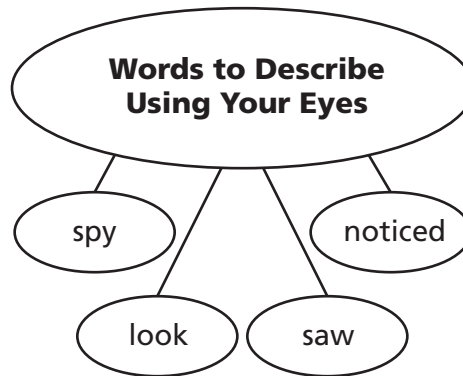 Words to Describe
Using Your Eyes
spy
noticed
look
saw